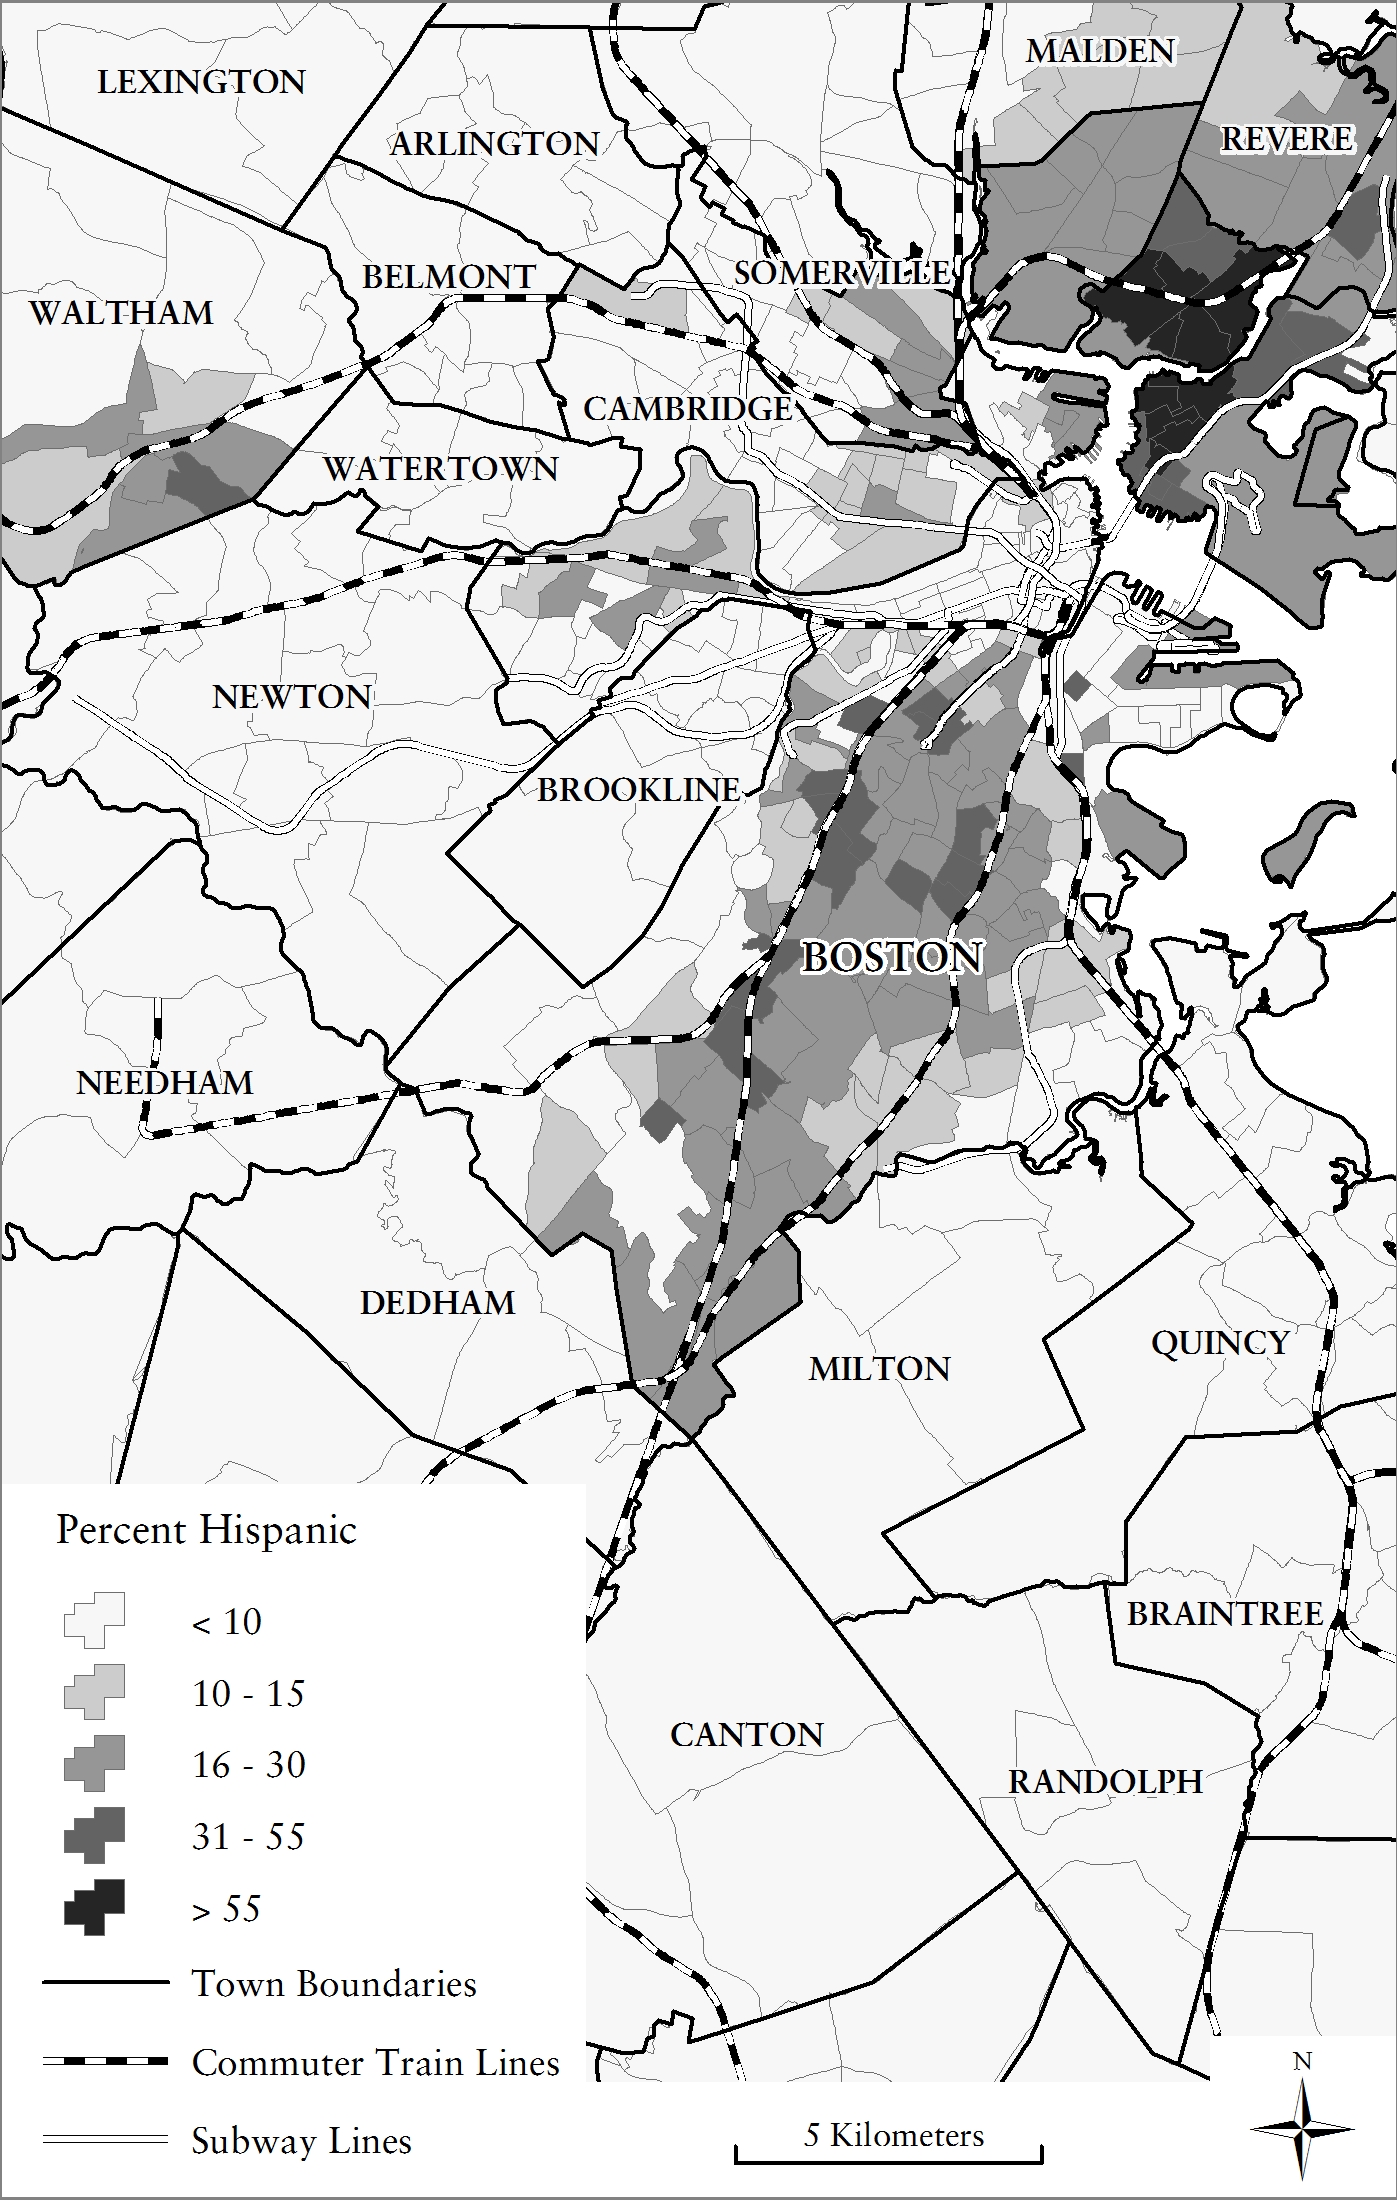 MALDEN
LEXINGTON
REVERE
ARLINGTON
BELMONT
SOMERVILLE
WALTHAM
CAMBRIDGE
WATERTOWN
NEWTON
BROOKLINE
BOSTON
NEEDHAM
DEDHAM
MILTON
QUINCY
BRAINTREE
CANTON
RANDOLPH
Percent Hispanic
< 10
10 - 15
16 - 30
31 - 55
> 55
Town Boundaries
Commuter Train Lines
Subway Lines
5 Kilometers
N